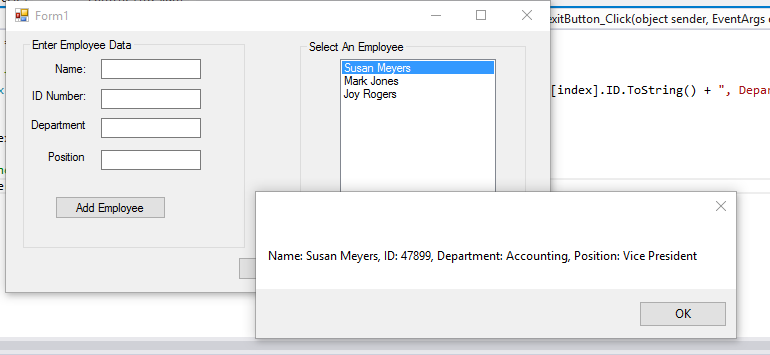 Form1
exitButton_Click(object sender, EventArgs
Enter Employee Data
Name:
ID Number:
Department
Position
Add Employee
Select An Employee
Susan Meyers
Mark Jones
Joy Rogers
[index].ID.ToString() + ", Depar
Name: Susan Meyers, ID: 47899, Department: Accounting, Position: Vice President
OK